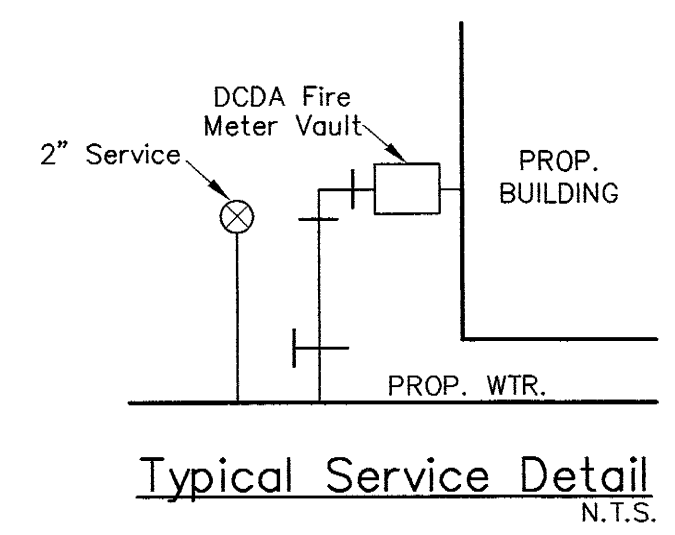 DCDA Fire
Meter Vault
2" Service
PROP.
BUILDING
PROP. WTR.
Typical Service Detail
N.T.S.